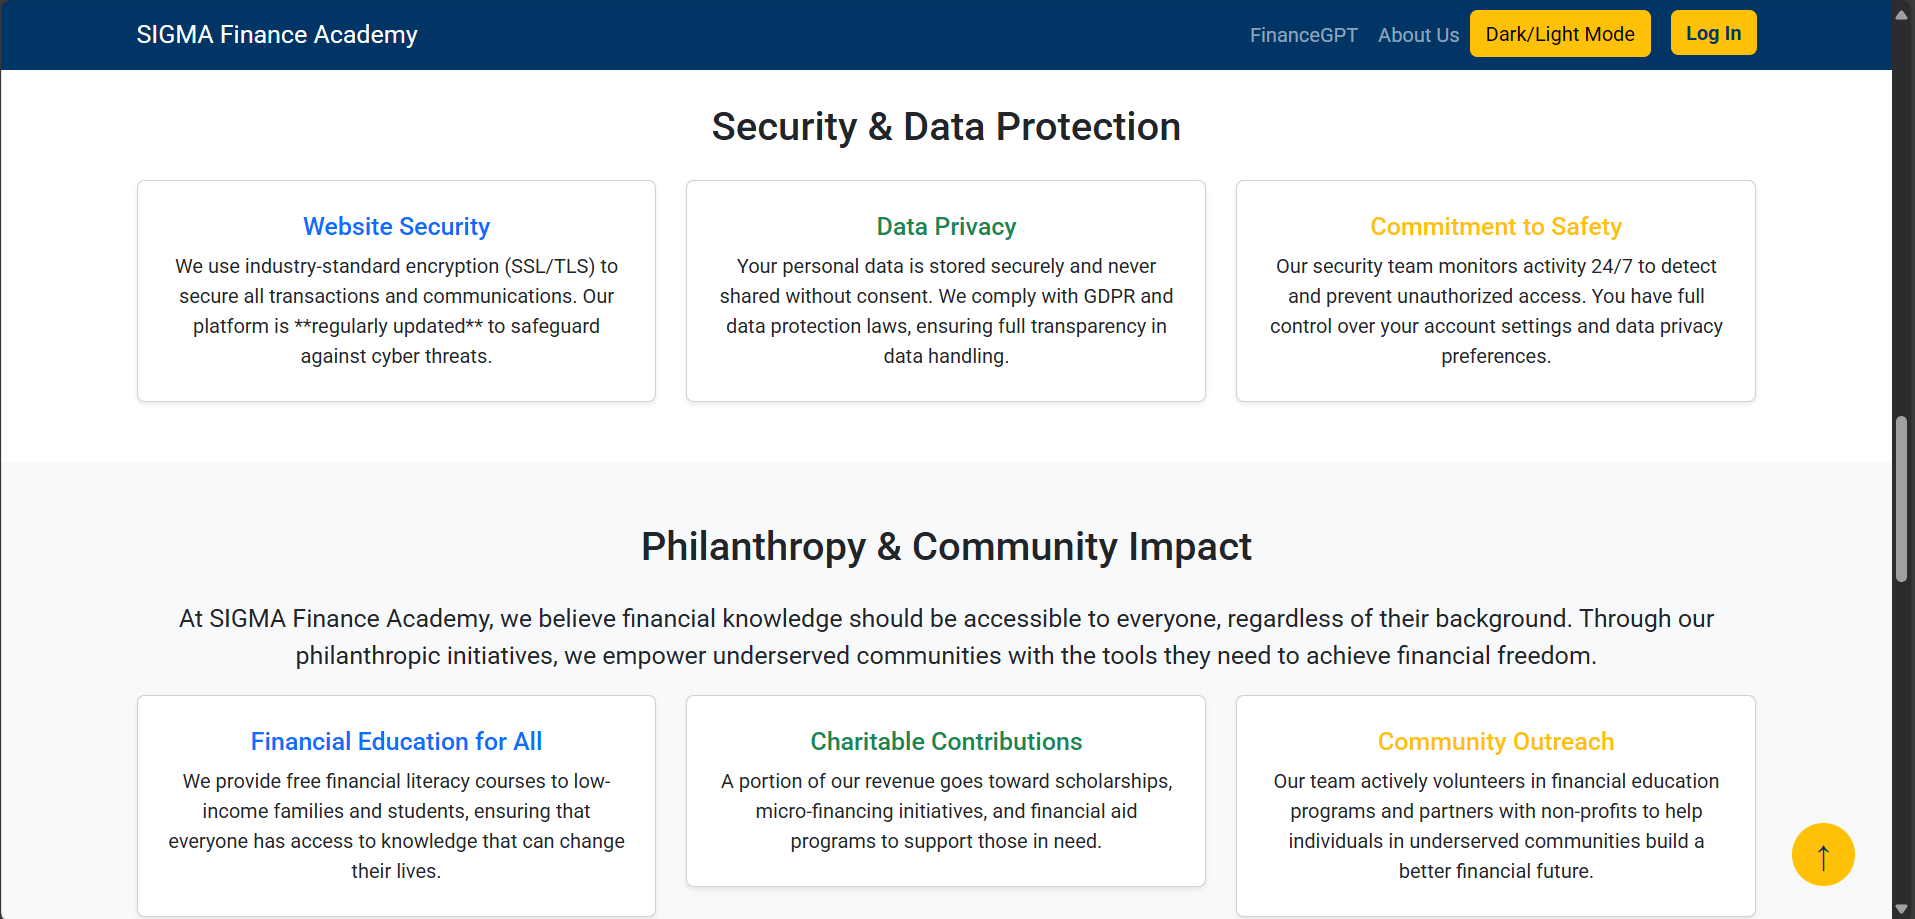 SIGMA Finance Academy
FinanceGPT
About Us
Dark/Light Mode
Log In
Security & Data Protection
Website Security
We use industry-standard encryption (SSL/TLS) to
secure all transactions and communications. Our
platform is **regularly updated** to safeguard
against cyber threats.
Data Privacy
Your personal data is stored securely and never
shared without consent. We comply with GDPR and
data protection laws, ensuring full transparency in
data handling.
Commitment to Safety
Our security team monitors activity 24/7 to detect
and prevent unauthorized access. You have full
control over your account settings and data privacy
preferences.
Philanthropy & Community Impact
At SIGMA Finance Academy, we believe financial knowledge should be accessible to everyone, regardless of their background. Through our
philanthropic initiatives, we empower underserved communities with the tools they need to achieve financial freedom.
Financial Education for All
We provide free financial literacy courses to low-
income families and students, ensuring that
everyone has access to knowledge that can change
their lives.
Charitable Contributions
A portion of our revenue goes toward scholarships,
micro-financing initiatives, and financial aid
programs to support those in need.
Community Outreach
Our team actively volunteers in financial education
programs and partners with non-profits to help
individuals in underserved communities build a
better financial future.
↑